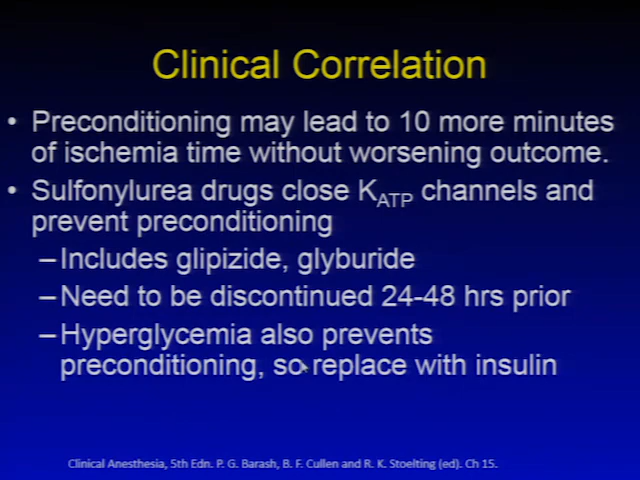 Clinical Correlation
• Preconditioning may lead to 10 more minutes
of ischemia time without worsening outcome.
• Sulfonylurea drugs close KATP channels and
prevent preconditioning
–Includes glipizide, glyburide
–Need to be discontinued 24-48 hrs prior
–Hyperglycemia also prevents
preconditioning, so replace with insulin
Clinical Anesthesia, 5th Edn. P. G. Barash, B. F. Cullen and R. K. Stoelting (ed). Ch 15.